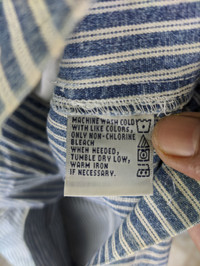 MACHINE WASH COLD
WITH LIKE COLORS,
ONLY NON-CHLORINE
BLEACH
WHEN NEEDED,
TUMBLE DRY LOW,
WARM IRON
IF NECESSARY.